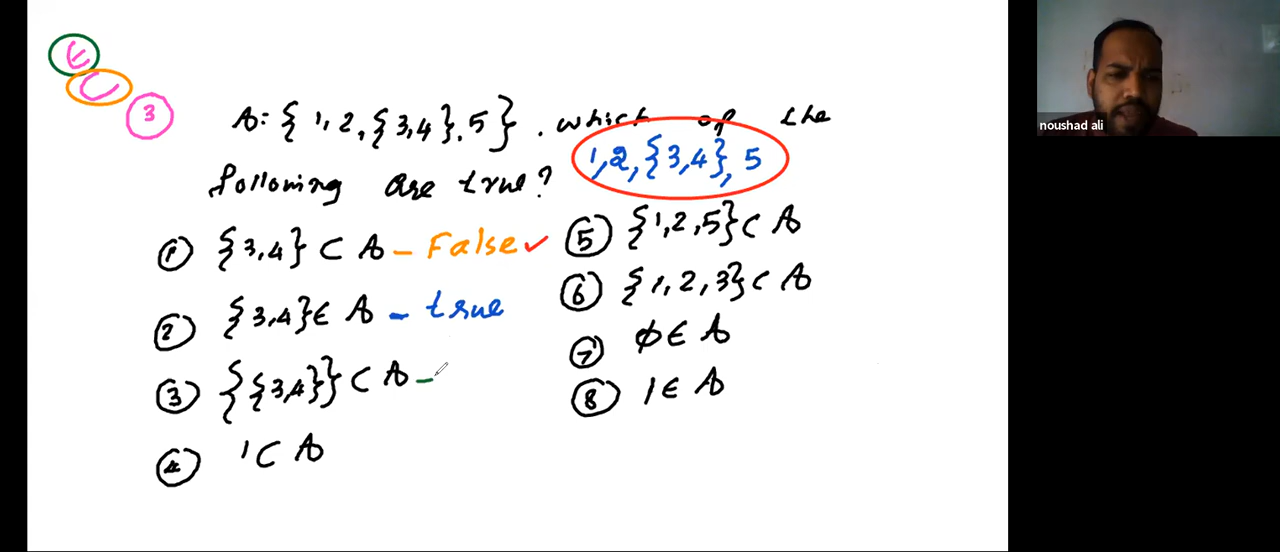 ∈
⊂
③
A: { 1, 2, {3,4}, 5 } . which of the
following are true?
1, 2, {3,4}, 5
① {3,4} ⊂ A – False ✓
② {3,4} ∈ A – true
③ {{3,4}} ⊂ A –
④ 1 ⊂ A
⑤ {1,2,5} ⊂ A
⑥ {1,2,3} ⊂ A
⑦ ϕ ∈ A
⑧ 1 ∈ A
noushad ali